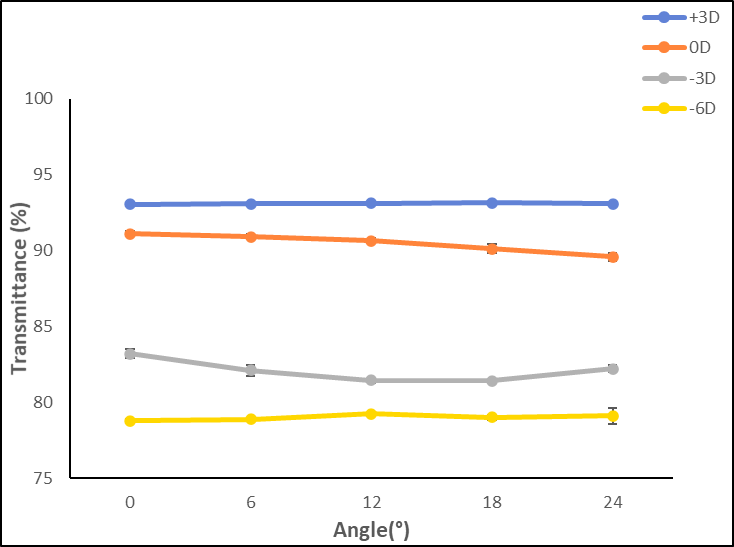 +3D
0D
-3D
-6D
100
95
90
85
80
75
Transmittance (%)
0 6 12 18 24
Angle(°)